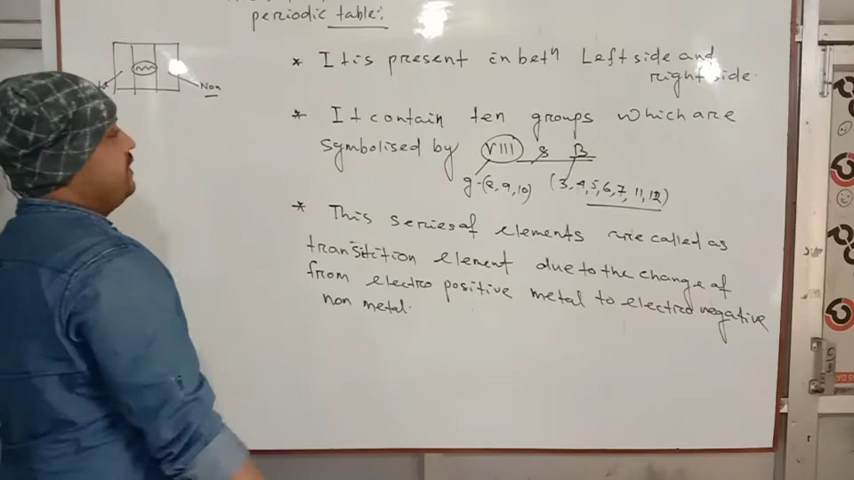 periodic table:
* It is present in betⁿ Left side and
right side.
Non
* It contain ten groups which are
symbolised by VIII & B
g-(8,9,10) (3,4,5,6,7,11,12)
* This series of elements are called as
transition element due to the change of
from electro positive metal to electro negative
non metal.